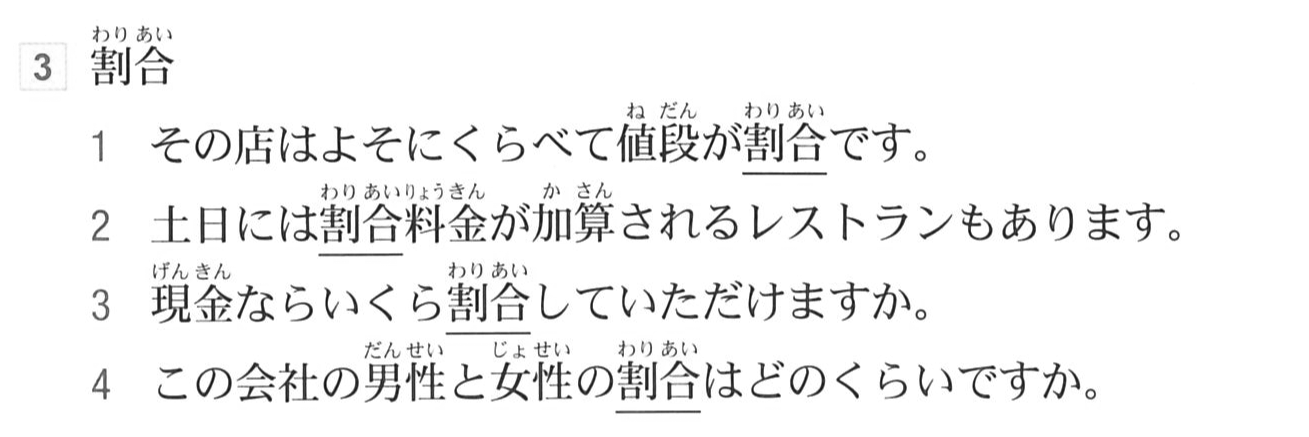 わりあい
3 割合
ねだん わりあい
1 その店はよそにくらべて値段が割合です。
わりあいりょうきん かさん
2 土日には割合料金が加算されるレストランもあります。
げんきん わりあい
3 現金ならいくら割合していただけますか。
だんせい じょせい わりあい
4 この会社の男性と女性の割合はどのくらいですか。